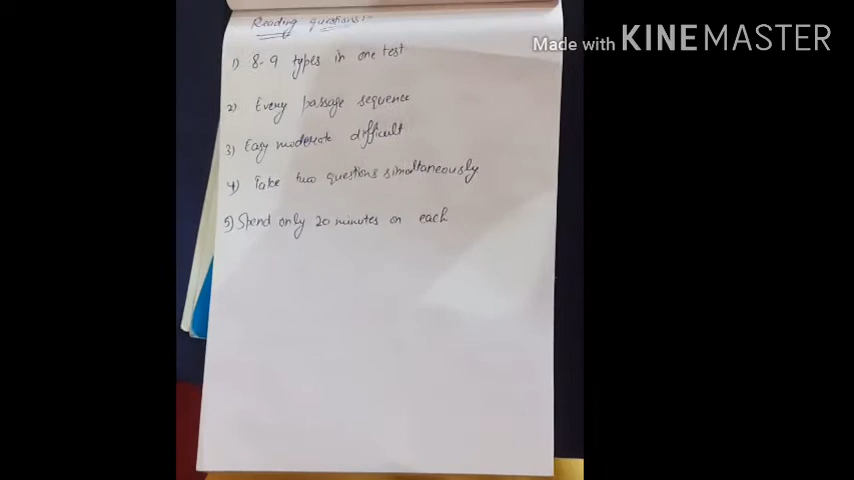 Made with KINEMASTER
Reading questions:-
1) 8-9 types in one test
2) Every passage sequence
3) Easy moderate difficult
4) Take two questions simultaneously
5) Spend only 20 minutes on each